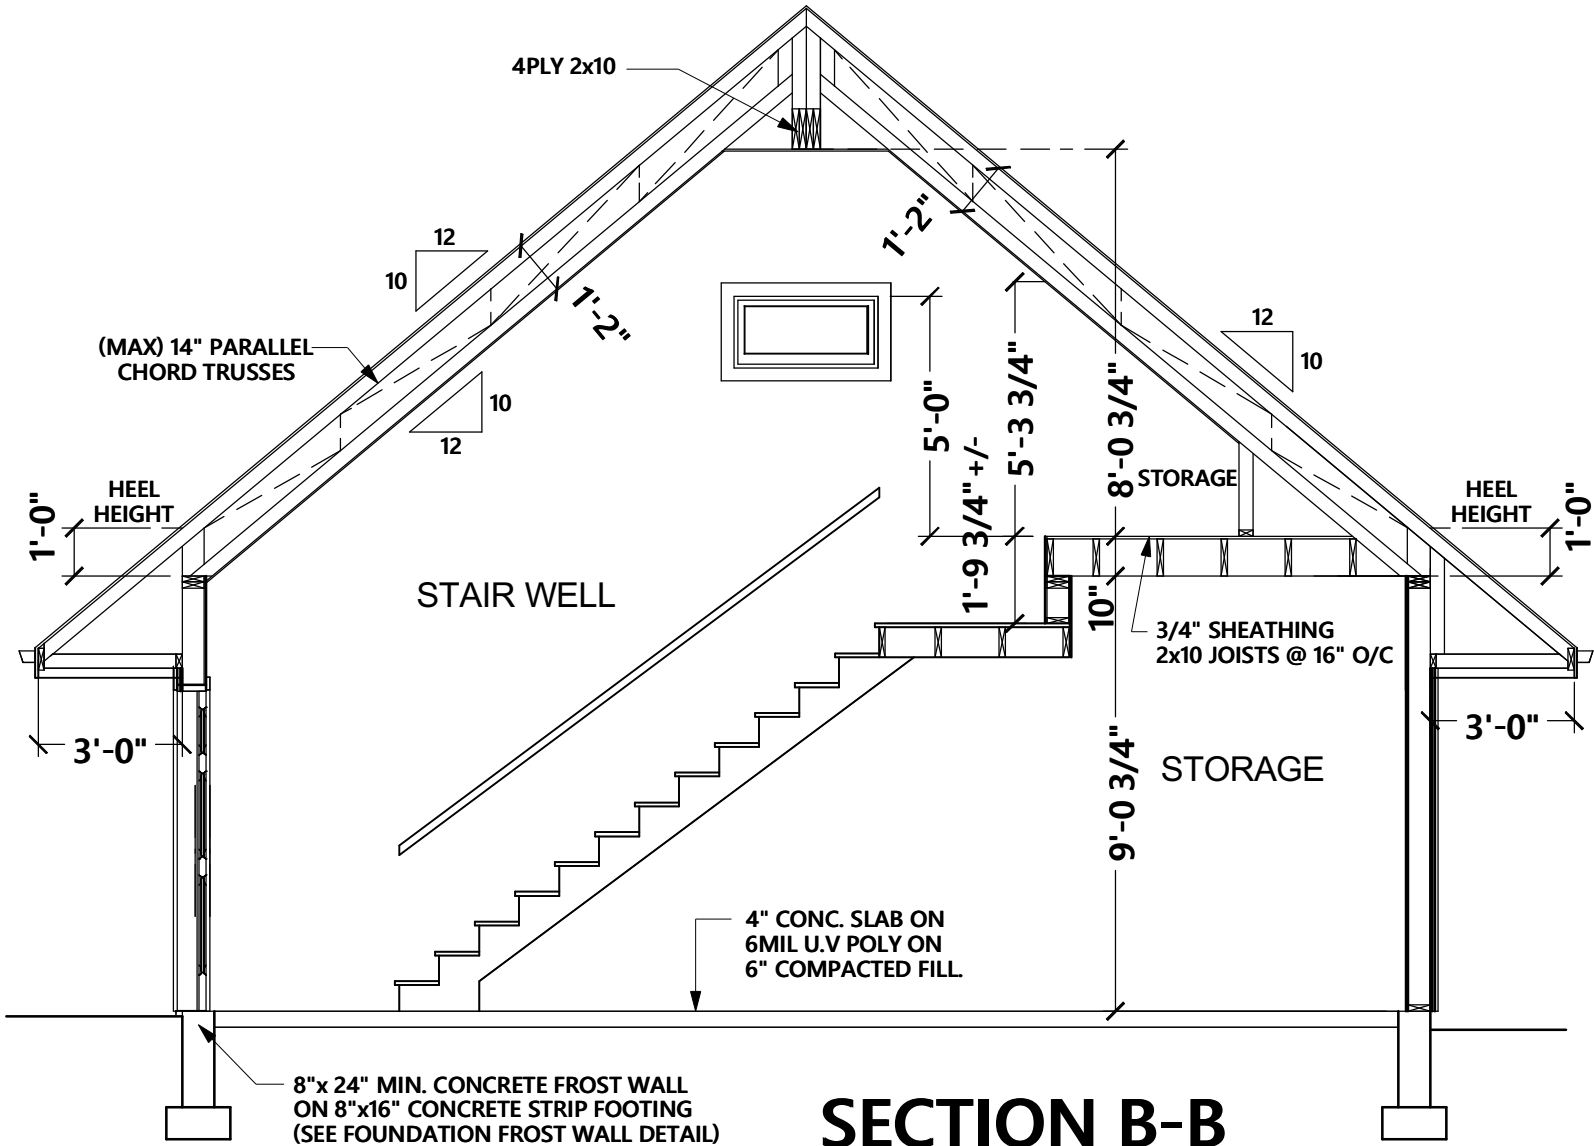 4PLY 2x10
12
10
1'-2"
1'-2"
(MAX) 14" PARALLEL
CHORD TRUSSES
10
12
12
10
5'-0"
1'-9 3/4"+/-
5'-3 3/4"
8'-0 3/4"
STORAGE
HEEL
HEIGHT
1'-0"
HEEL
HEIGHT
1'-0"
STAIR WELL
10"
3/4" SHEATHING
2x10 JOISTS @ 16" O/C
3'-0"
3'-0"
STORAGE
9'-0 3/4"
4" CONC. SLAB ON
6MIL U.V POLY ON
6" COMPACTED FILL.
8"x 24" MIN. CONCRETE FROST WALL
ON 8"x16" CONCRETE STRIP FOOTING
(SEE FOUNDATION FROST WALL DETAIL)
SECTION B-B